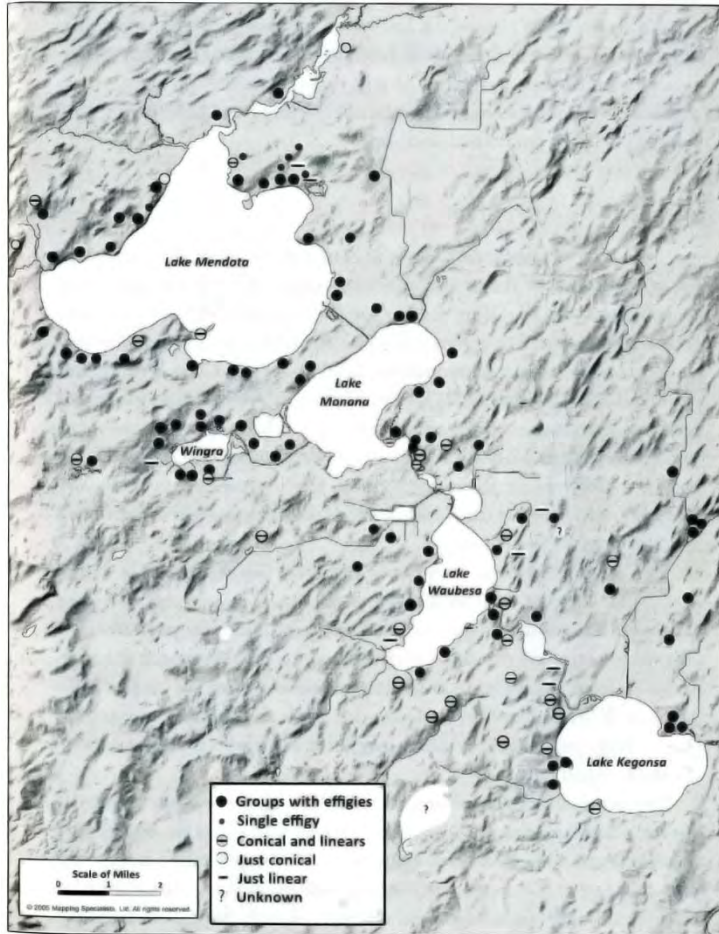 Lake Mendota
Lake
Monona
Wingra
?
Lake
Waubesa
Lake Kegonsa
?
Groups with effigies
Single effigy
Conical and linears
Just conical
Just linear
? Unknown
Scale of Miles
0 1 2
© 2005 Mapping Specialists, Ltd. All rights reserved.